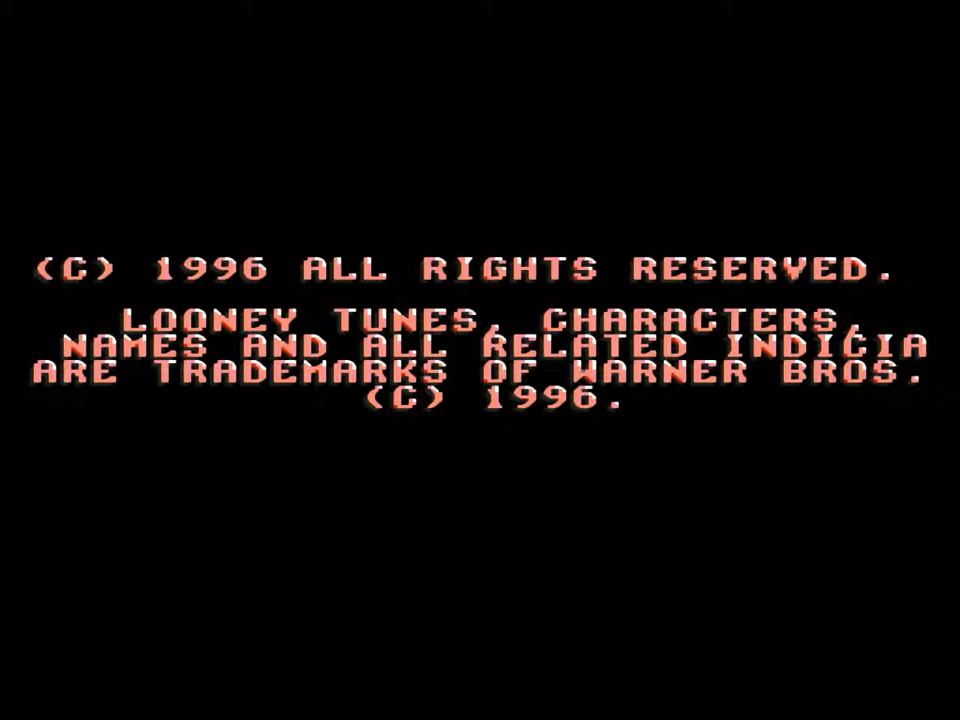 (C) 1996 ALL RIGHTS RESERVED.
LOONEY TUNES, CHARACTERS,
NAMES AND ALL RELATED INDICIA
ARE TRADEMARKS OF WARNER BROS.
(C) 1996.